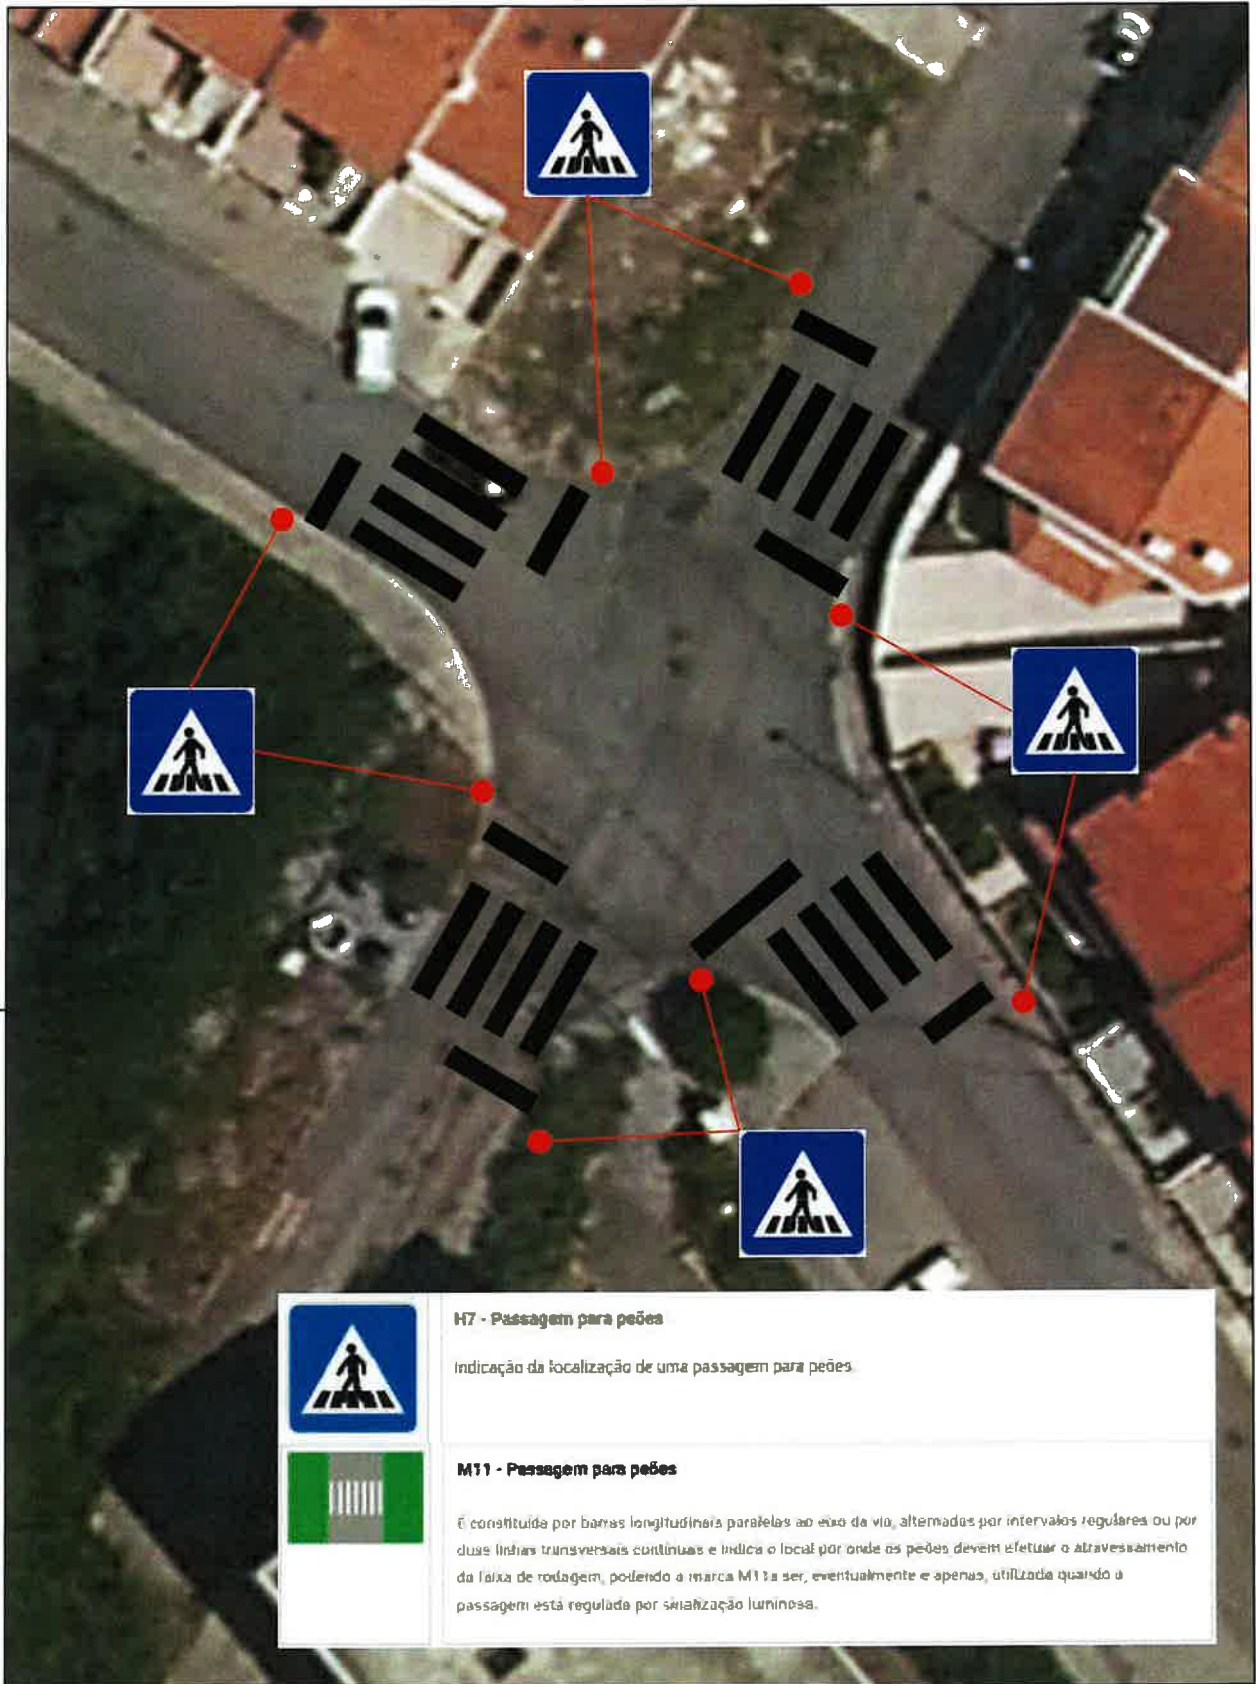 H7 - Passagem para peões
Indicação da localização de uma passagem para peões.
M11 - Passagem para peões
É constituída por barras longitudinais paralelas ao eixo da via, alternadas por intervalos regulares ou por
duas linhas transversais contínuas e indica o local por onde os peões devem efetuar o atravessamento
da faixa de rodagem, podendo a marca M11a ser, eventualmente e apenas, utilizada quando a
passagem está regulada por sinalização luminosa.